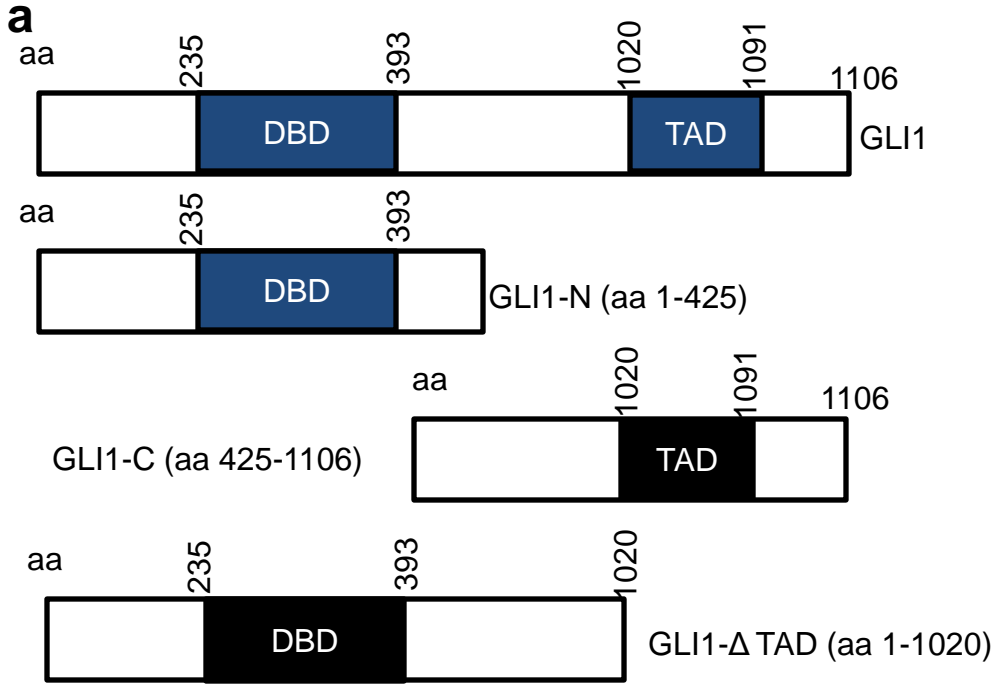 a
aa
235
393
1020
1091
1106
DBD
TAD
GLI1
aa
235
393
DBD
GLI1-N (aa 1-425)
aa
1020
1091
1106
GLI1-C (aa 425-1106)
TAD
aa
235
393
1020
DBD
GLI1-Δ TAD (aa 1-1020)